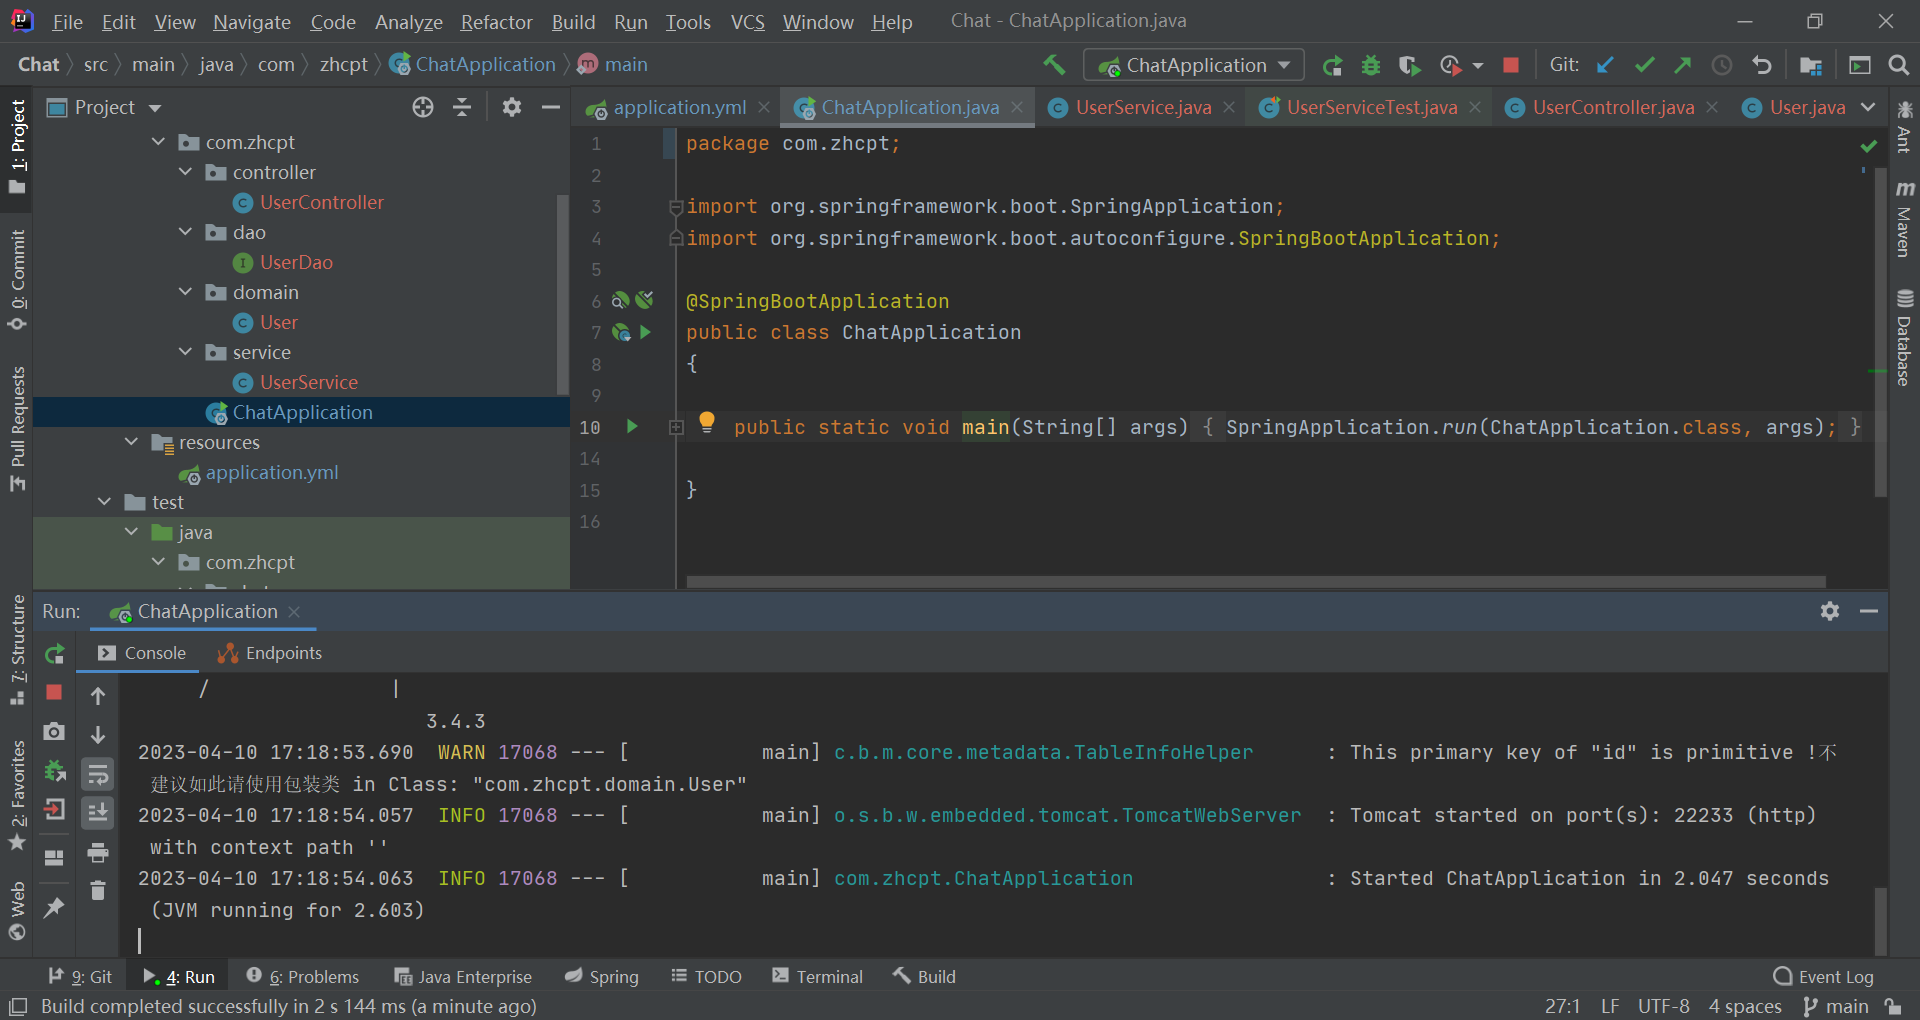 File Edit View Navigate Code Analyze Refactor Build Run Tools VCS Window Help Chat - ChatApplication.java
Chat src main java com zhcpt ChatApplication m main ChatApplication Git:
1: Project
0: Commit
Pull Requests
7: Structure
2: Favorites
Web
Project
com.zhcpt
controller
C UserController
dao
I UserDao
domain
C User
service
C UserService
ChatApplication
resources
application.yml
test
java
com.zhcpt
application.yml ChatApplication.java C UserService.java UserServiceTest.java C UserController.java C User.java
1 package com.zhcpt;
2
3 import org.springframework.boot.SpringApplication;
4 import org.springframework.boot.autoconfigure.SpringBootApplication;
5
6 @SpringBootApplication
7 public class ChatApplication
8 {
9
10 public static void main(String[] args) { SpringApplication.run(ChatApplication.class, args); }
14
15 }
16
Ant
m Maven
Database
Run: ChatApplication
Console Endpoints
/ |
3.4.3
2023-04-10 17:18:53.690 WARN 17068 --- [ main] c.b.m.core.metadata.TableInfoHelper : This primary key of "id" is primitive !不
建议如此请使用包装类 in Class: "com.zhcpt.domain.User"
2023-04-10 17:18:54.057 INFO 17068 --- [ main] o.s.b.w.embedded.tomcat.TomcatWebServer : Tomcat started on port(s): 22233 (http)
with context path ''
2023-04-10 17:18:54.063 INFO 17068 --- [ main] com.zhcpt.ChatApplication : Started ChatApplication in 2.047 seconds
(JVM running for 2.603)
9: Git 4: Run 6: Problems Java Enterprise Spring TODO Terminal Build Event Log
Build completed successfully in 2 s 144 ms (a minute ago) 27:1 LF UTF-8 4 spaces main